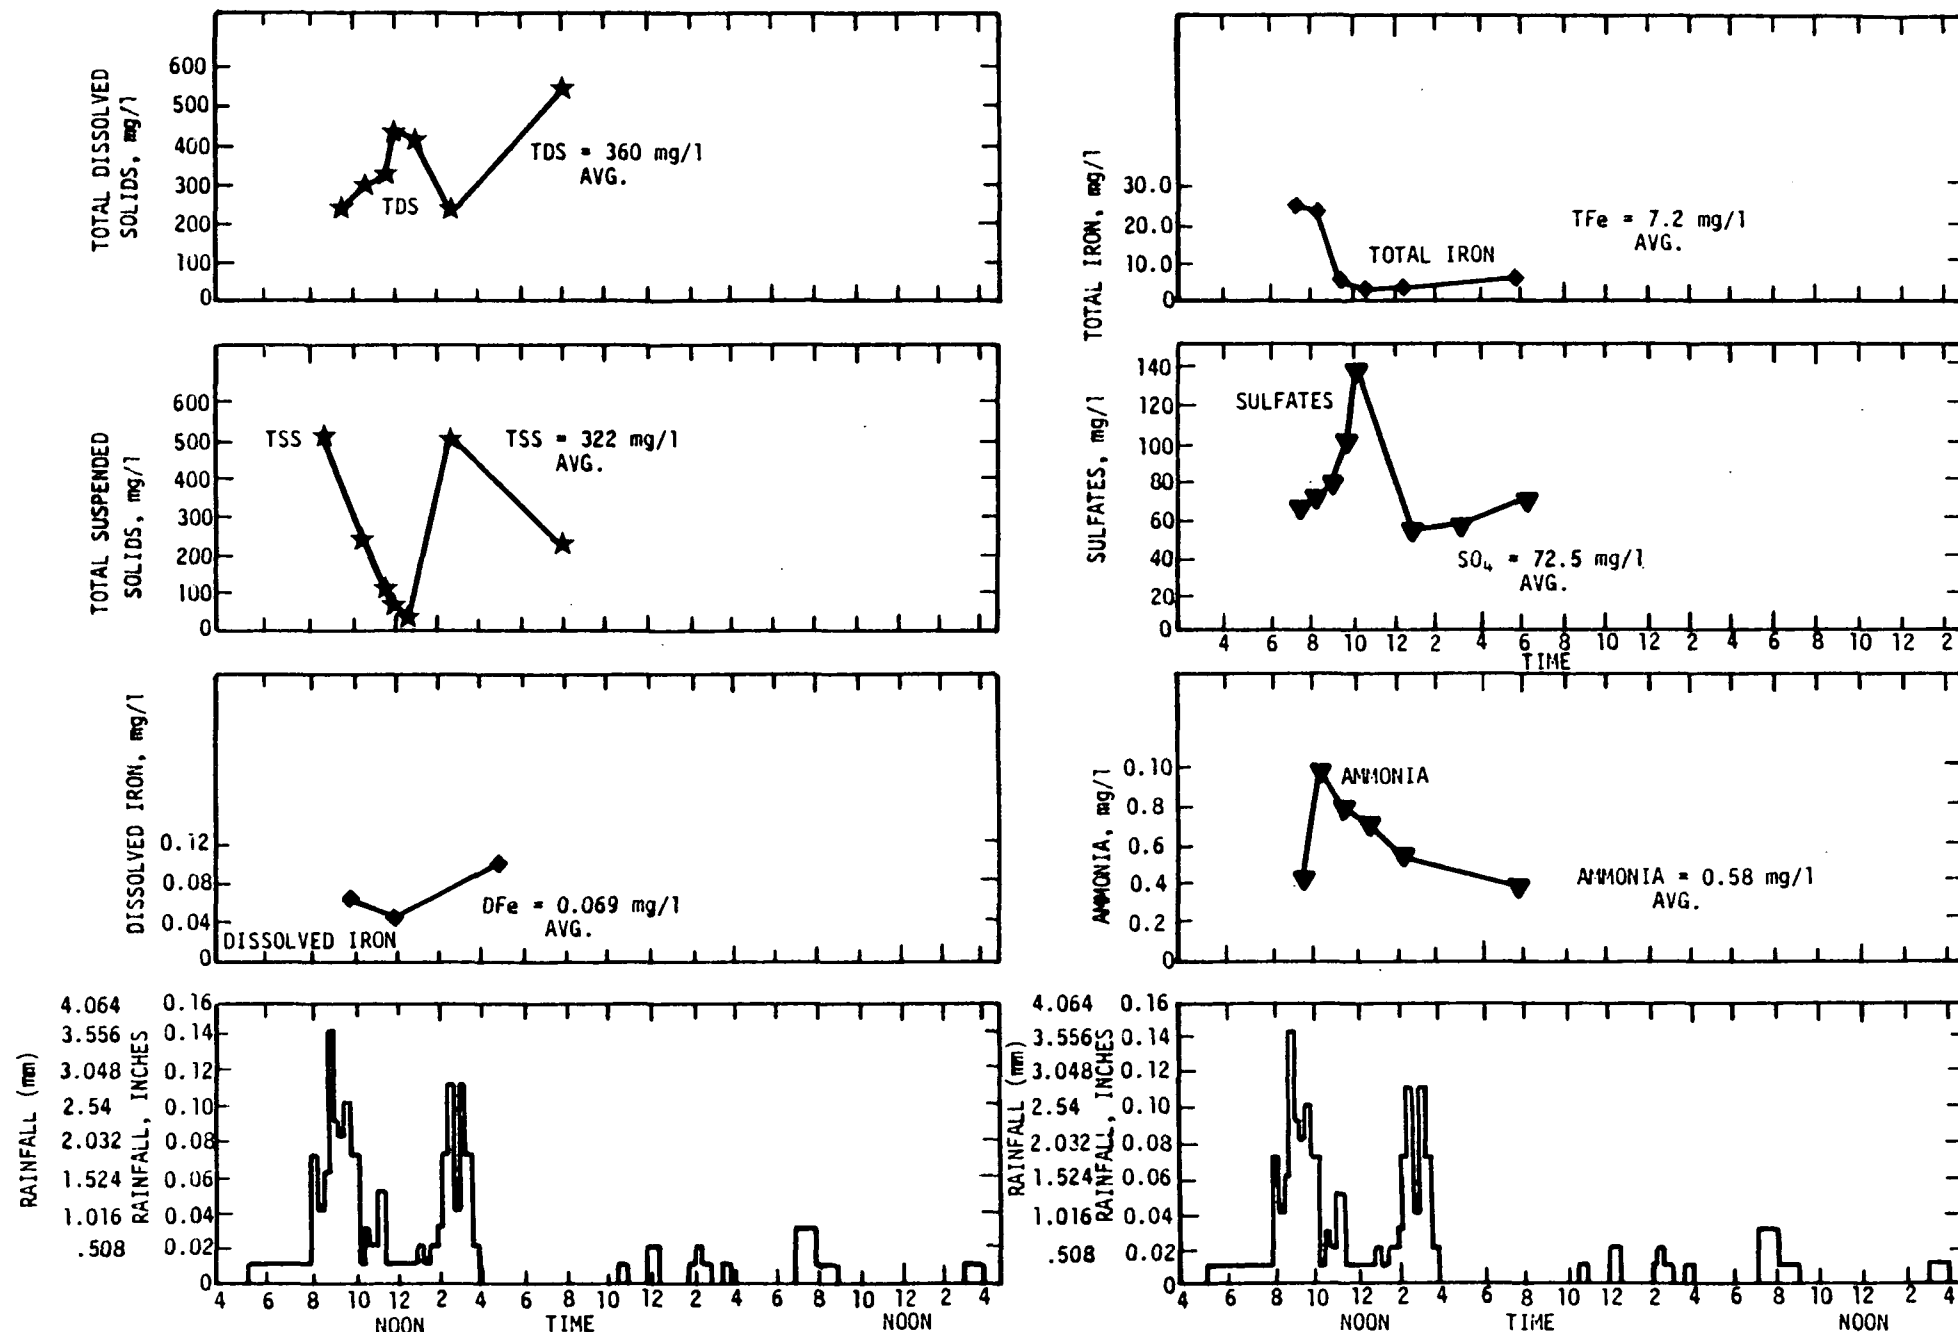 TOTAL DISSOLVED
SOLIDS, mg/l
600
500
400
300
200
100
0
TDS
TDS = 360 mg/l
AVG.
TOTAL SUSPENDED
SOLIDS, mg/l
600
500
400
300
200
100
0
TSS
TSS = 322 mg/l
AVG.
DISSOLVED IRON, mg/l
0.12
0.08
0.04
0
DISSOLVED IRON
DFe = 0.069 mg/l
AVG.
RAINFALL (mm)
4.064
3.556
3.048
2.54
2.032
1.524
1.016
.508
RAINFALL, INCHES
0.16
0.14
0.12
0.10
0.08
0.06
0.04
0.02
0
4 6 8 10 12 2 4 6 8 10 12 2 4 6 8 10 12 2 4
NOON TIME NOON
TOTAL IRON, mg/l
30.0
20.0
10.0
0
TOTAL IRON
TFe = 7.2 mg/l
AVG.
SULFATES, mg/l
140
120
100
80
60
40
20
0
SULFATES
SO₄ = 72.5 mg/l
AVG.
4 6 8 10 12 2 4 6 8 10 12 2 4 6 8 10 12 2
TIME
AMMONIA, mg/l
0.10
0.8
0.6
0.4
0.2
0
AMMONIA
AMMONIA = 0.58 mg/l
AVG.
RAINFALL (mm)
4.064
3.556
3.048
2.54
2.032
1.524
1.016
.508
RAINFALL, INCHES
0.16
0.14
0.12
0.10
0.08
0.06
0.04
0.02
0
4 6 8 10 12 2 4 6 8 10 12 2 4 6 8 10 12 2 4
NOON TIME NOON